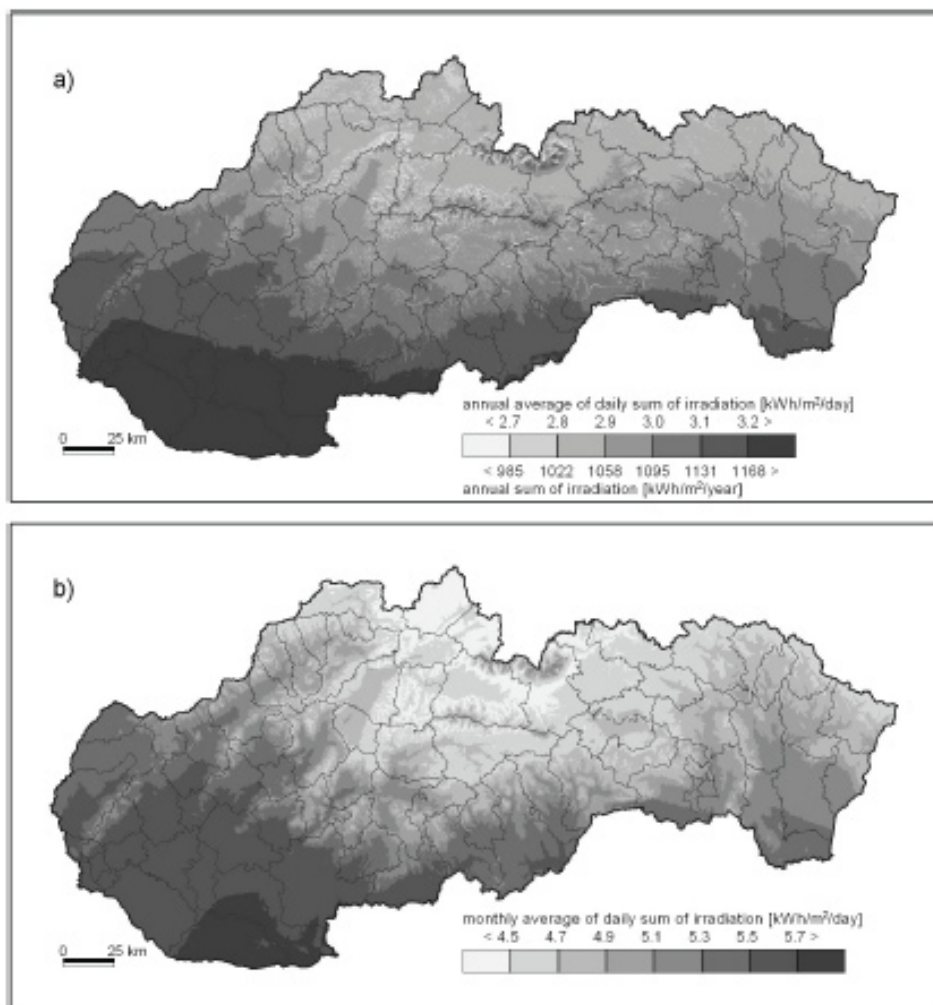 a)
annual average of daily sum of irradiation [kWh/m²/day]
< 2.7 2.8 2.9 3.0 3.1 3.2 >
0 25 km
< 985 1022 1058 1095 1131 1168 >
annual sum of irradiation [kWh/m²/year]
b)
monthly average of daily sum of irradiation [kWh/m²/day]
< 4.5 4.7 4.9 5.1 5.3 5.5 5.7 >
0 25 km